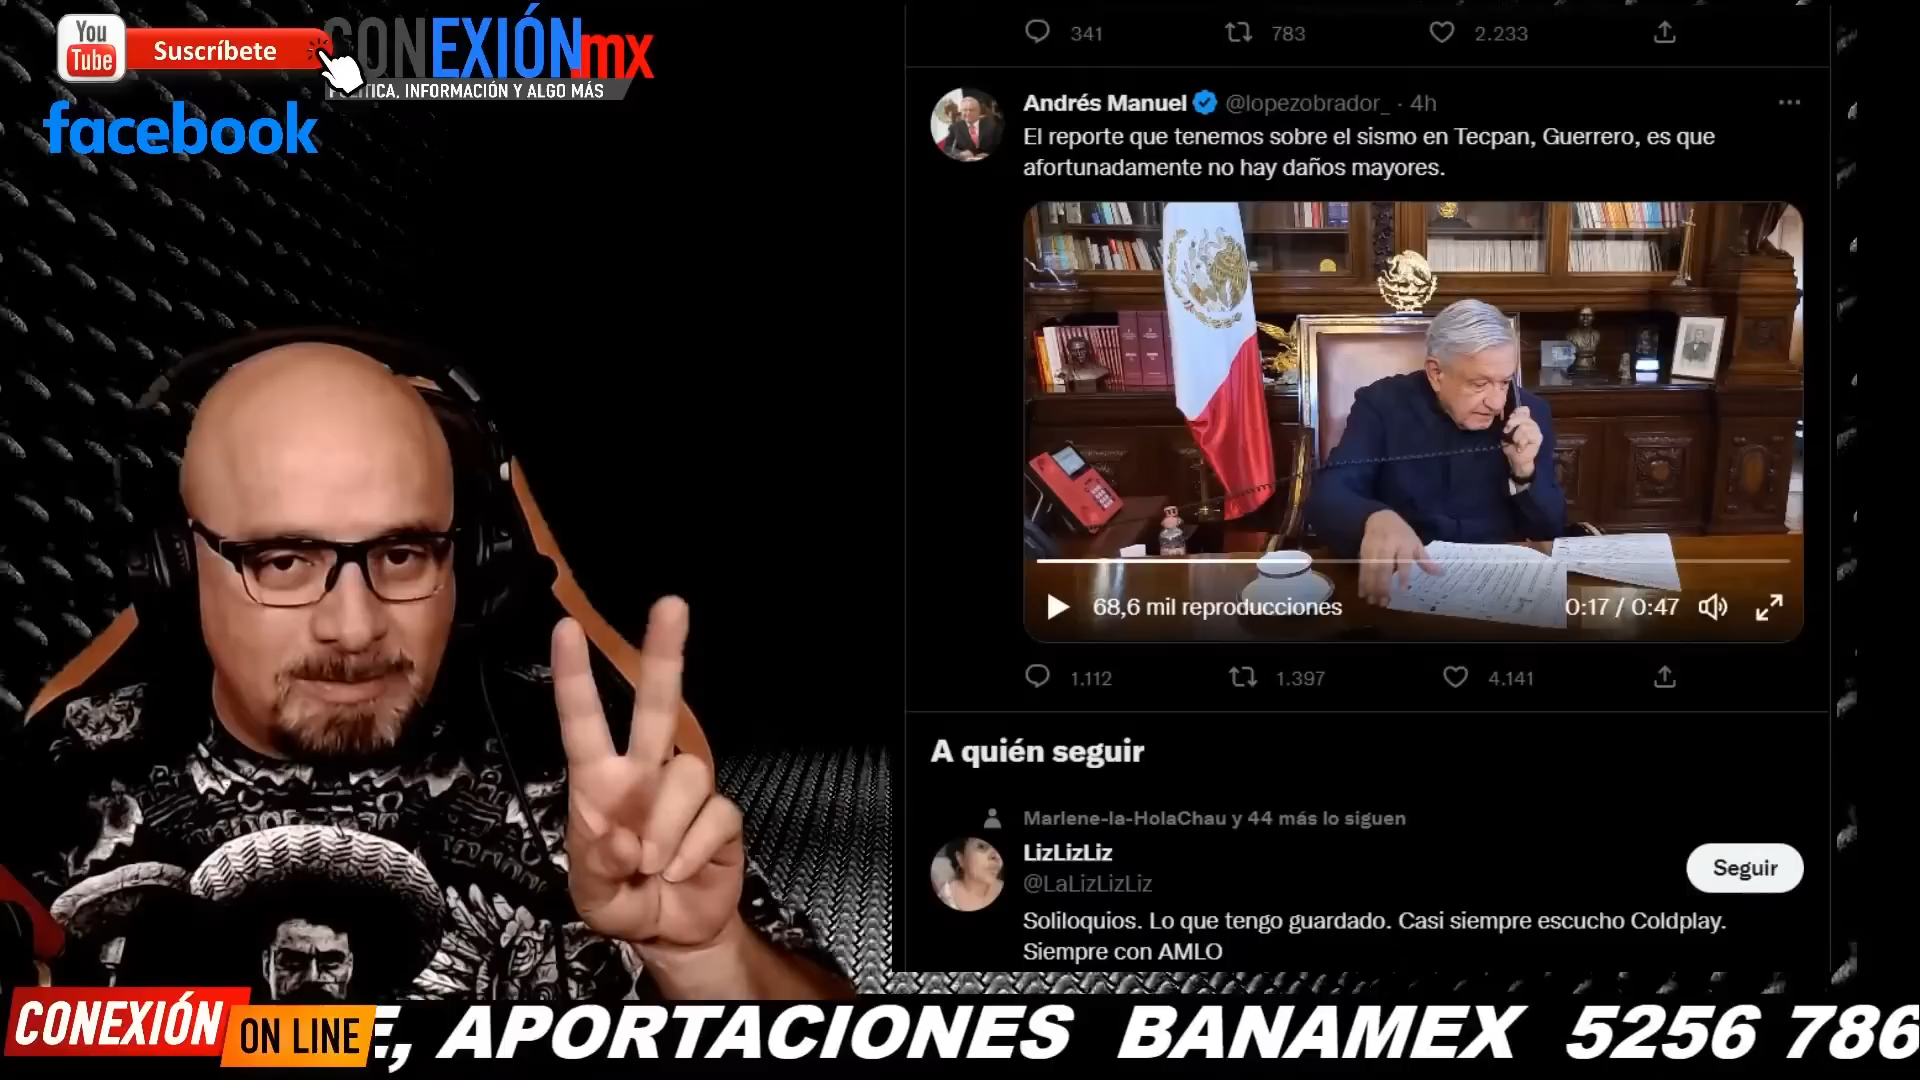 You
Tube
Suscríbete
CONEXIÓN.mx
POLÍTICA, INFORMACIÓN Y ALGO MÁS
facebook
341 783 2.233
Andrés Manuel @lopezobrador_ · 4h
El reporte que tenemos sobre el sismo en Tecpan, Guerrero, es que
afortunadamente no hay daños mayores.
68,6 mil reproducciones 0:17 / 0:47
1.112 1.397 4.141
A quién seguir
Marlene-la-HolaChau y 44 más lo siguen
LizLizLiz
@LaLizLizLiz
Seguir
Soliloquios. Lo que tengo guardado. Casi siempre escucho Coldplay.
Siempre con AMLO
CONEXIÓN
ON LINE
E, APORTACIONES BANAMEX 5256 786